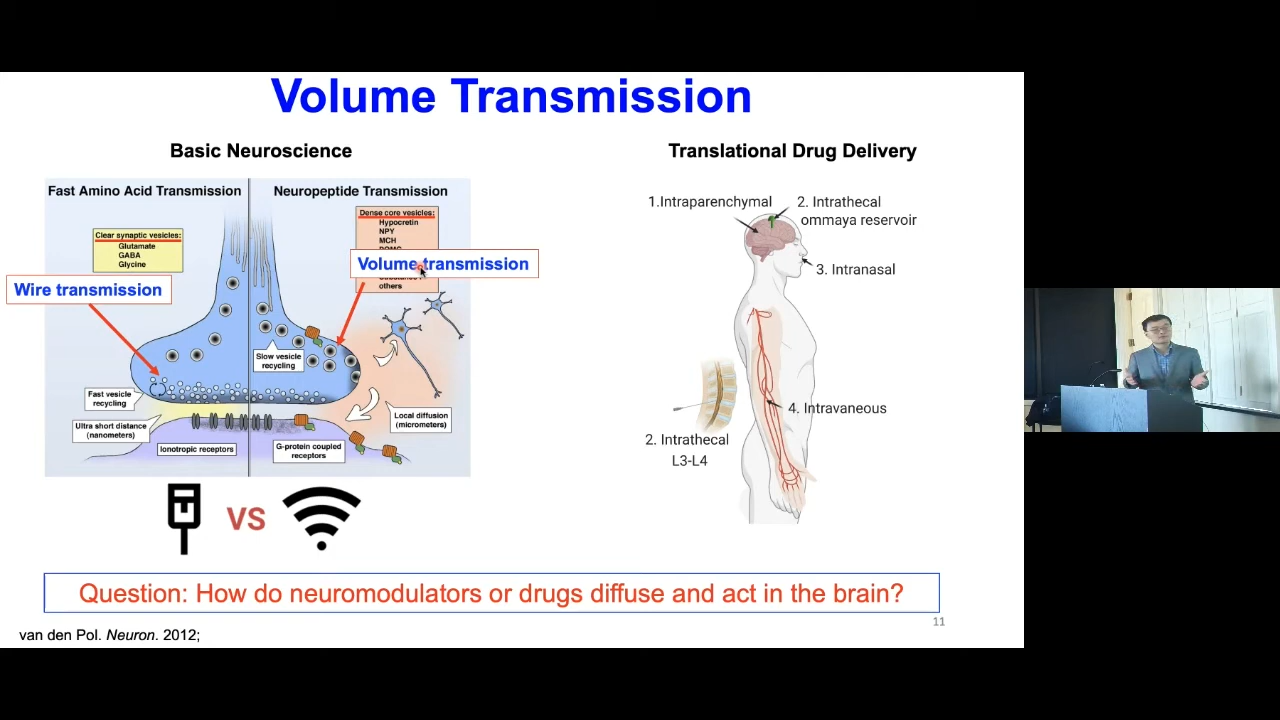 Volume Transmission
Basic Neuroscience
Fast Amino Acid Transmission
Neuropeptide Transmission
Clear synaptic vesicles:
Glutamate
GABA
Glycine
Dense core vesicles:
Hypocretin
NPY
MCH
others
Wire transmission
Volume transmission
Slow vesicle
recycling
Fast vesicle
recycling
Ultra short distance
(nanometers)
Ionotropic receptors
G-protein coupled
receptors
Local diffusion
(micrometers)
VS
Translational Drug Delivery
1.Intraparenchymal
2. Intrathecal
ommaya reservoir
3. Intranasal
4. Intravaneous
2. Intrathecal
L3-L4
Question: How do neuromodulators or drugs diffuse and act in the brain?
11
van den Pol. Neuron. 2012;